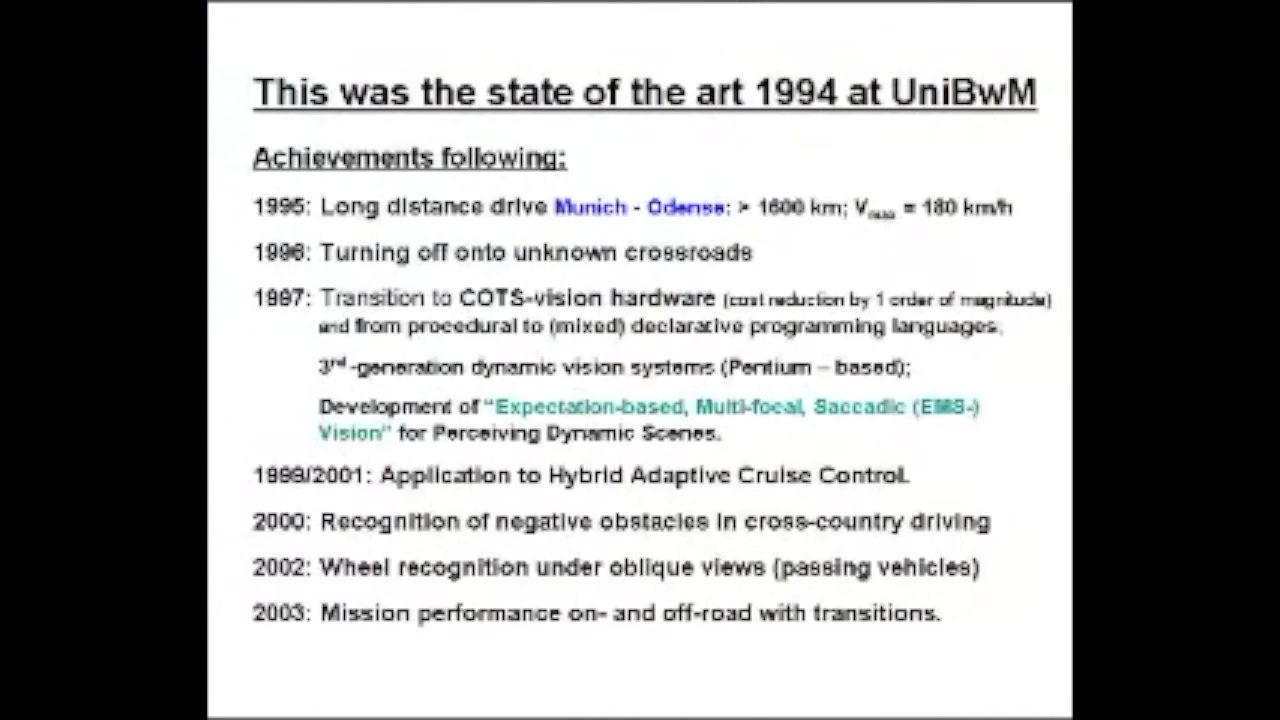 This was the state of the art 1994 at UniBwM
Achievements following:
1995: Long distance drive Munich - Odense: > 1600 km; Vmax = 180 km/h
1996: Turning off onto unknown crossroads
1997: Transition to COTS-vision hardware (cost reduction by 1 order of magnitude)
and from procedural to (mixed) declarative programming languages.
3rd -generation dynamic vision systems (Pentium – based);
Development of "Expectation-based, Multi-focal, Saccadic (EMS-)
Vision" for Perceiving Dynamic Scenes.
1999/2001: Application to Hybrid Adaptive Cruise Control.
2000: Recognition of negative obstacles in cross-country driving
2002: Wheel recognition under oblique views (passing vehicles)
2003: Mission performance on- and off-road with transitions.